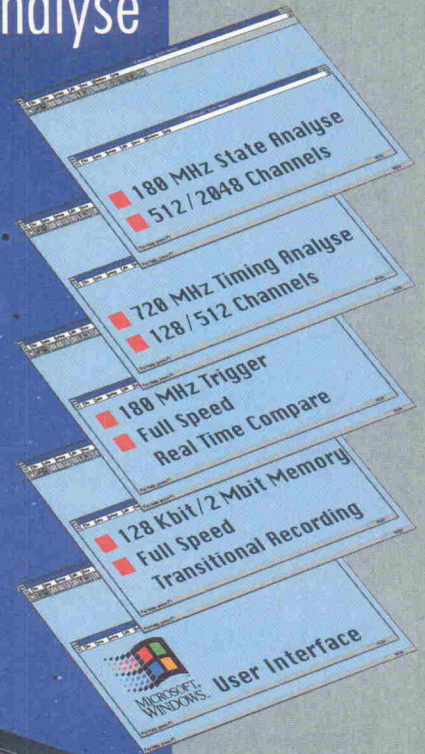 nalyse
180 MHz State Analyse
512/2048 Channels
720 MHz Timing Analyse
128/512 Channels
180 MHz Trigger
Full Speed
Real Time Compare
128 Kbit/2 Mbit Memory
Full Speed
Transitional Recording
MICROSOFT®
WINDOWS™
User Interface